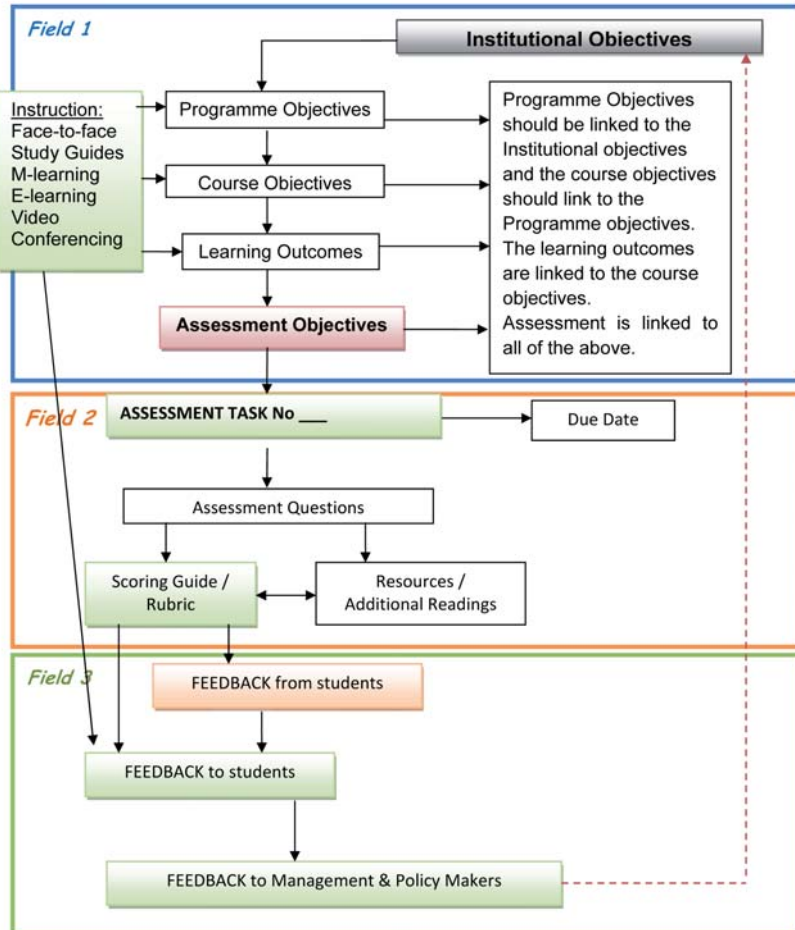 Field 1
Institutional Obiectives
Instruction:
Face-to-face
Study Guides
M-learning
E-learning
Video
Conferencing
Programme Objectives
Course Objectives
Learning Outcomes
Assessment Objectives
Programme Objectives
should be linked to the
Institutional objectives
and the course objectives
should link to the
Programme objectives.
The learning outcomes
are linked to the course
objectives.
Assessment is linked to
all of the above.
Field 2
ASSESSMENT TASK No ___
Due Date
Assessment Questions
Scoring Guide /
Rubric
Resources /
Additional Readings
Field 3
FEEDBACK from students
FEEDBACK to students
FEEDBACK to Management & Policy Makers